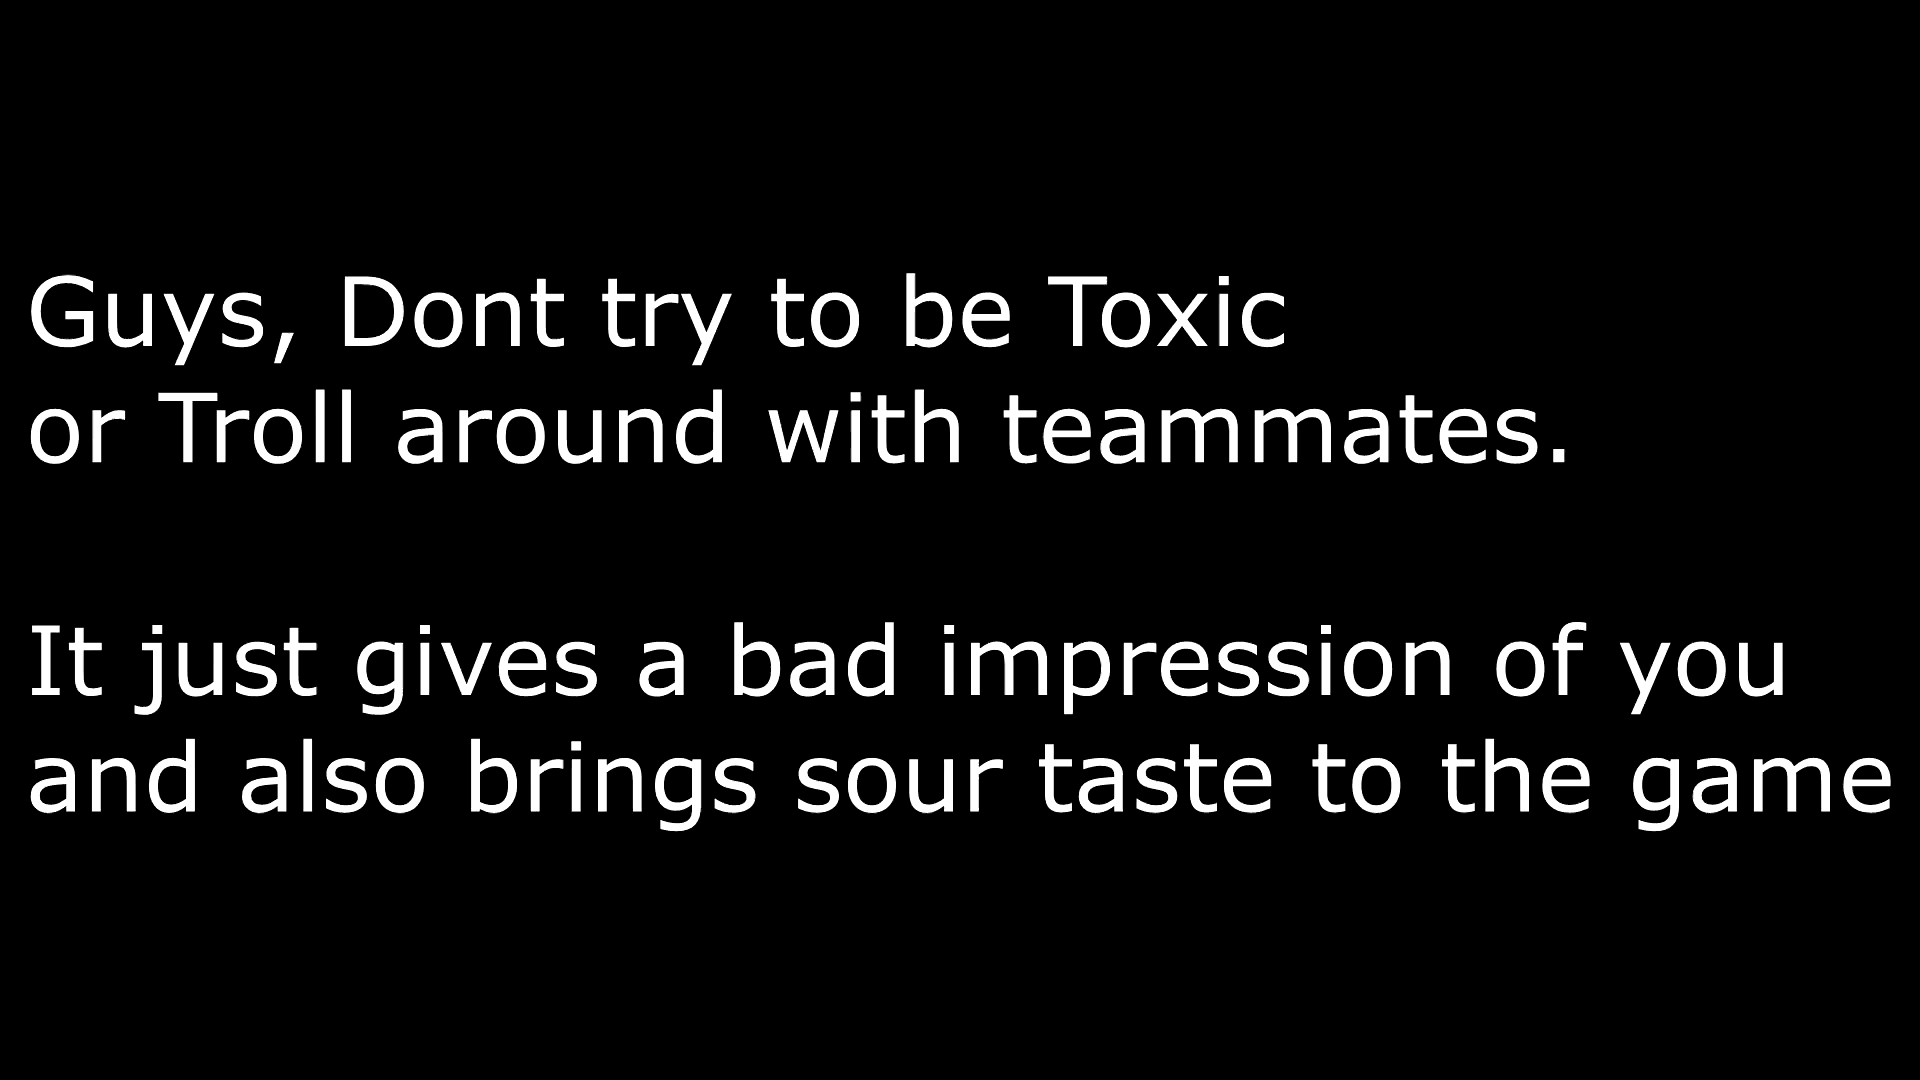 Guys, Dont try to be Toxic
or Troll around with teammates.
It just gives a bad impression of you
and also brings sour taste to the game